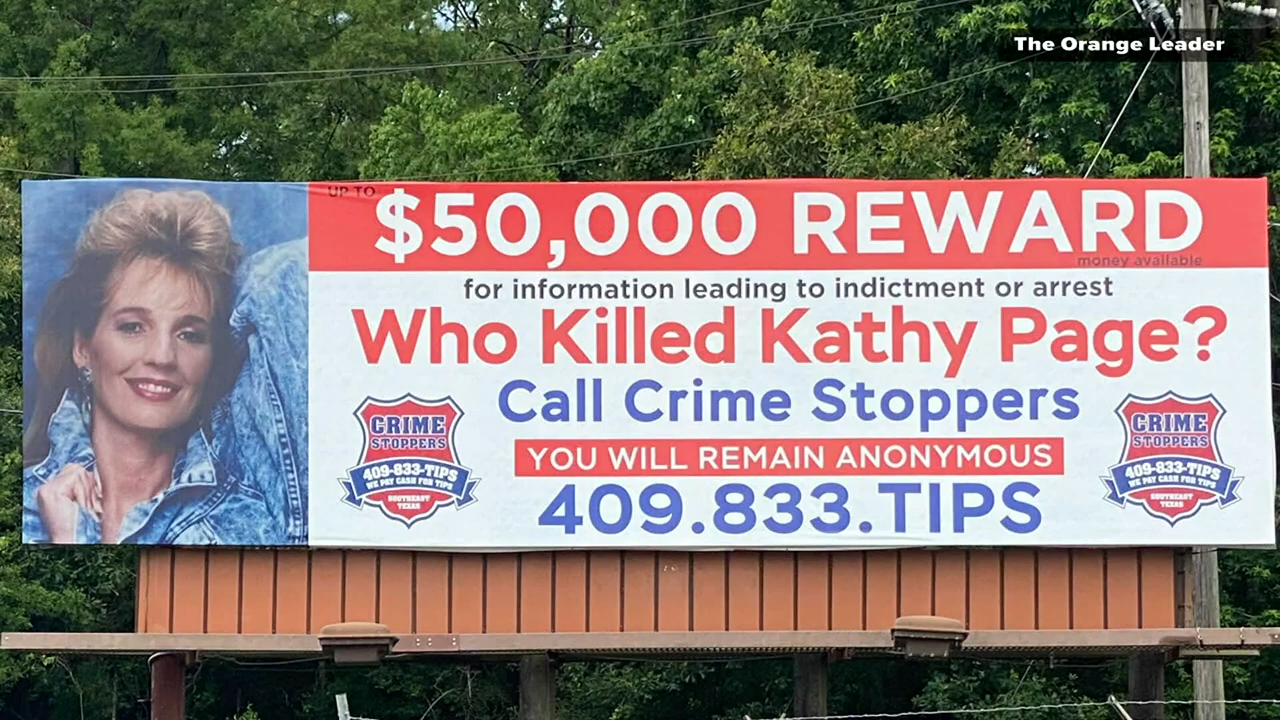 The Orange Leader
UP TO
$50,000 REWARD
money available
for information leading to indictment or arrest
Who Killed Kathy Page?
Call Crime Stoppers
YOU WILL REMAIN ANONYMOUS
409.833.TIPS
CRIME
STOPPERS
409-833-TIPS
WE PAY CASH FOR TIPS
SOUTHEAST
TEXAS
CRIME
STOPPERS
409-833-TIPS
WE PAY CASH FOR TIPS
SOUTHEAST
TEXAS